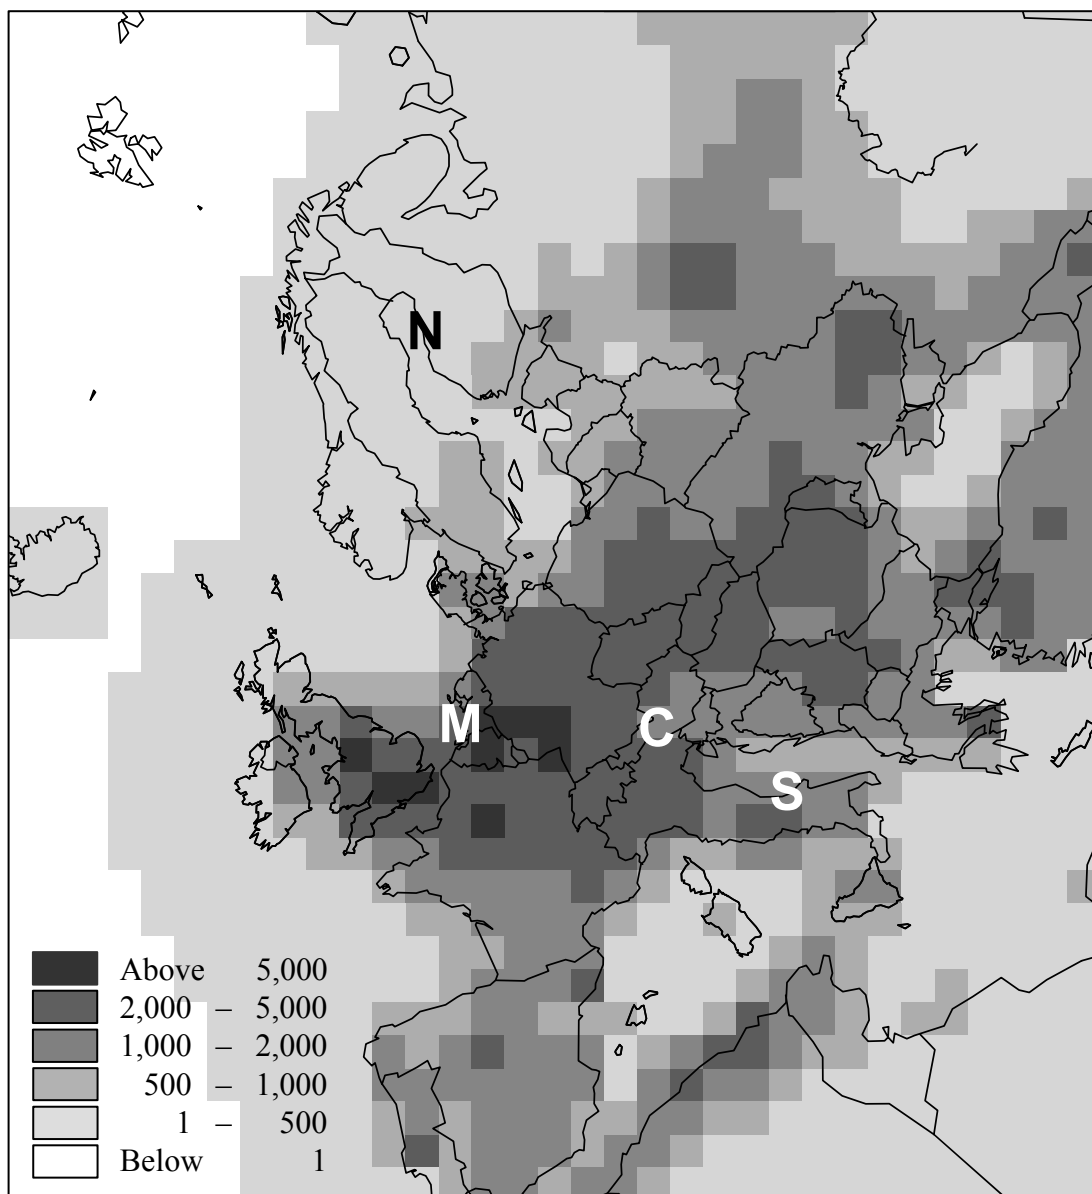 N
M
C
S
Above 5,000
2,000 – 5,000
1,000 – 2,000
500 – 1,000
1 – 500
Below 1